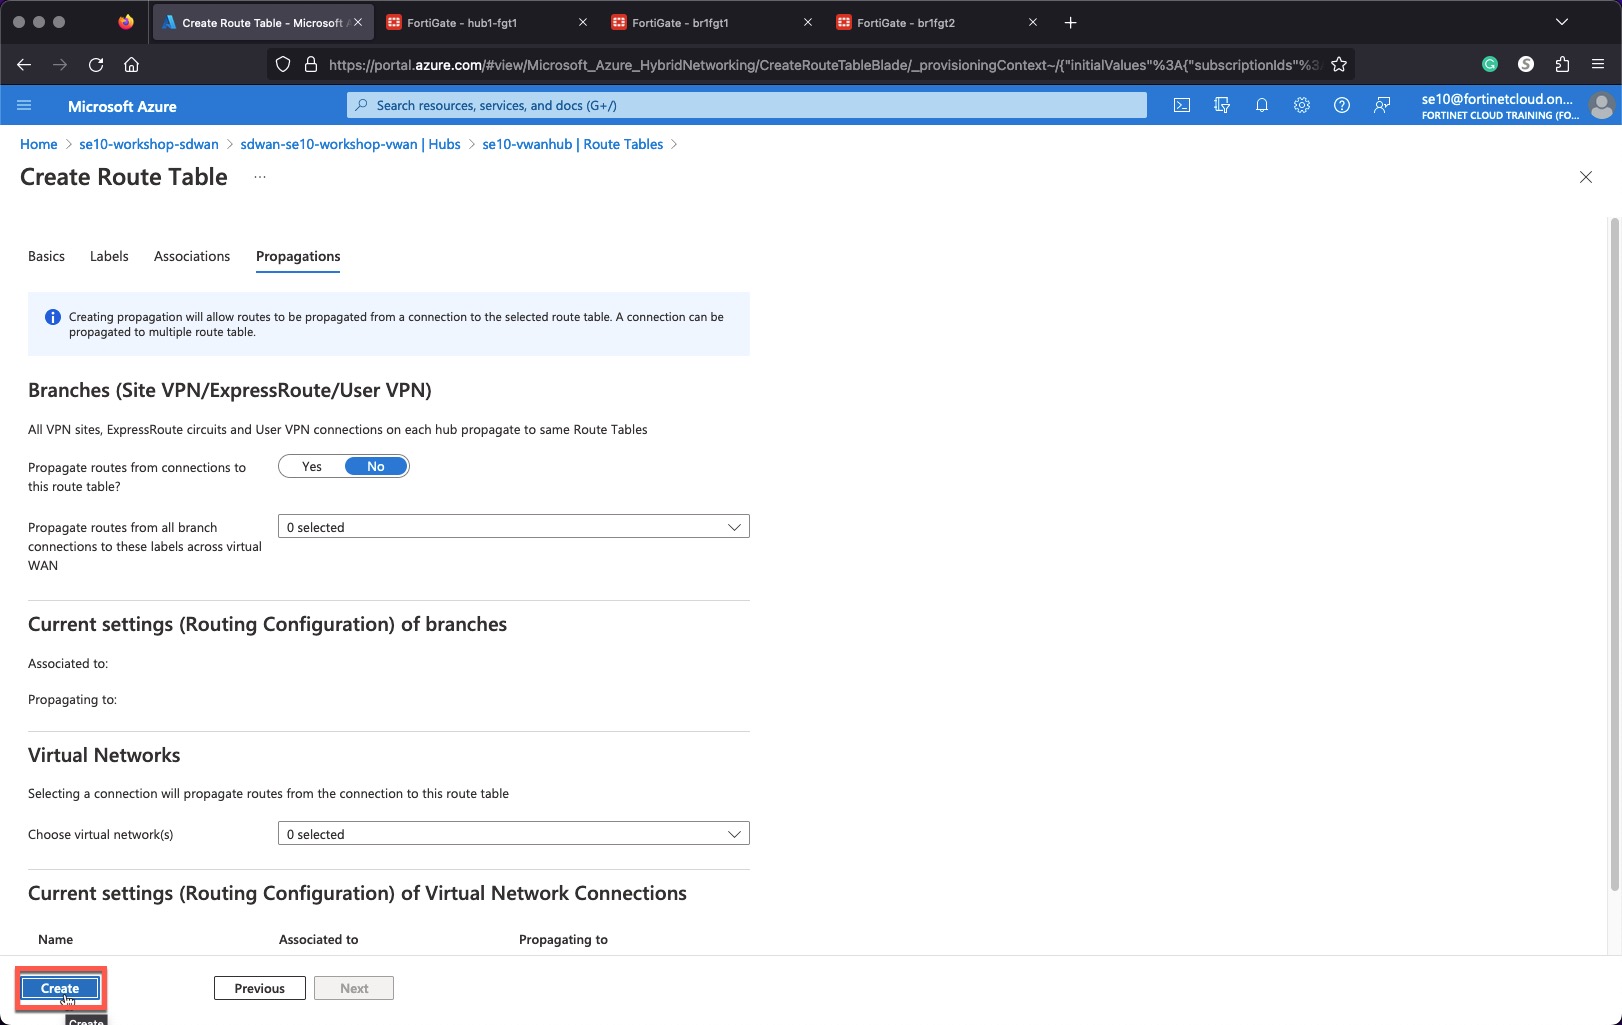 Create Route Table - Microsoft A
FortiGate - hub1-fgt1
FortiGate - br1fgt1
FortiGate - br1fgt2
https://portal.azure.com/#view/Microsoft_Azure_HybridNetworking/CreateRouteTableBlade/_provisioningContext~/{"initialValues"%3A{"subscriptionIds"%3A
Microsoft Azure
Search resources, services, and docs (G+/)
se10@fortinetcloud.on...
FORTINET CLOUD TRAINING (FO...
Home > se10-workshop-sdwan > sdwan-se10-workshop-vwan | Hubs > se10-vwanhub | Route Tables >
Create Route Table ...
Basics Labels Associations Propagations
Creating propagation will allow routes to be propagated from a connection to the selected route table. A connection can be
propagated to multiple route table.
Branches (Site VPN/ExpressRoute/User VPN)
All VPN sites, ExpressRoute circuits and User VPN connections on each hub propagate to same Route Tables
Propagate routes from connections to
this route table?
Yes No
Propagate routes from all branch
connections to these labels across virtual
WAN
0 selected
Current settings (Routing Configuration) of branches
Associated to:
Propagating to:
Virtual Networks
Selecting a connection will propagate routes from the connection to this route table
Choose virtual network(s)
0 selected
Current settings (Routing Configuration) of Virtual Network Connections
Name Associated to Propagating to
Create Previous Next
Create